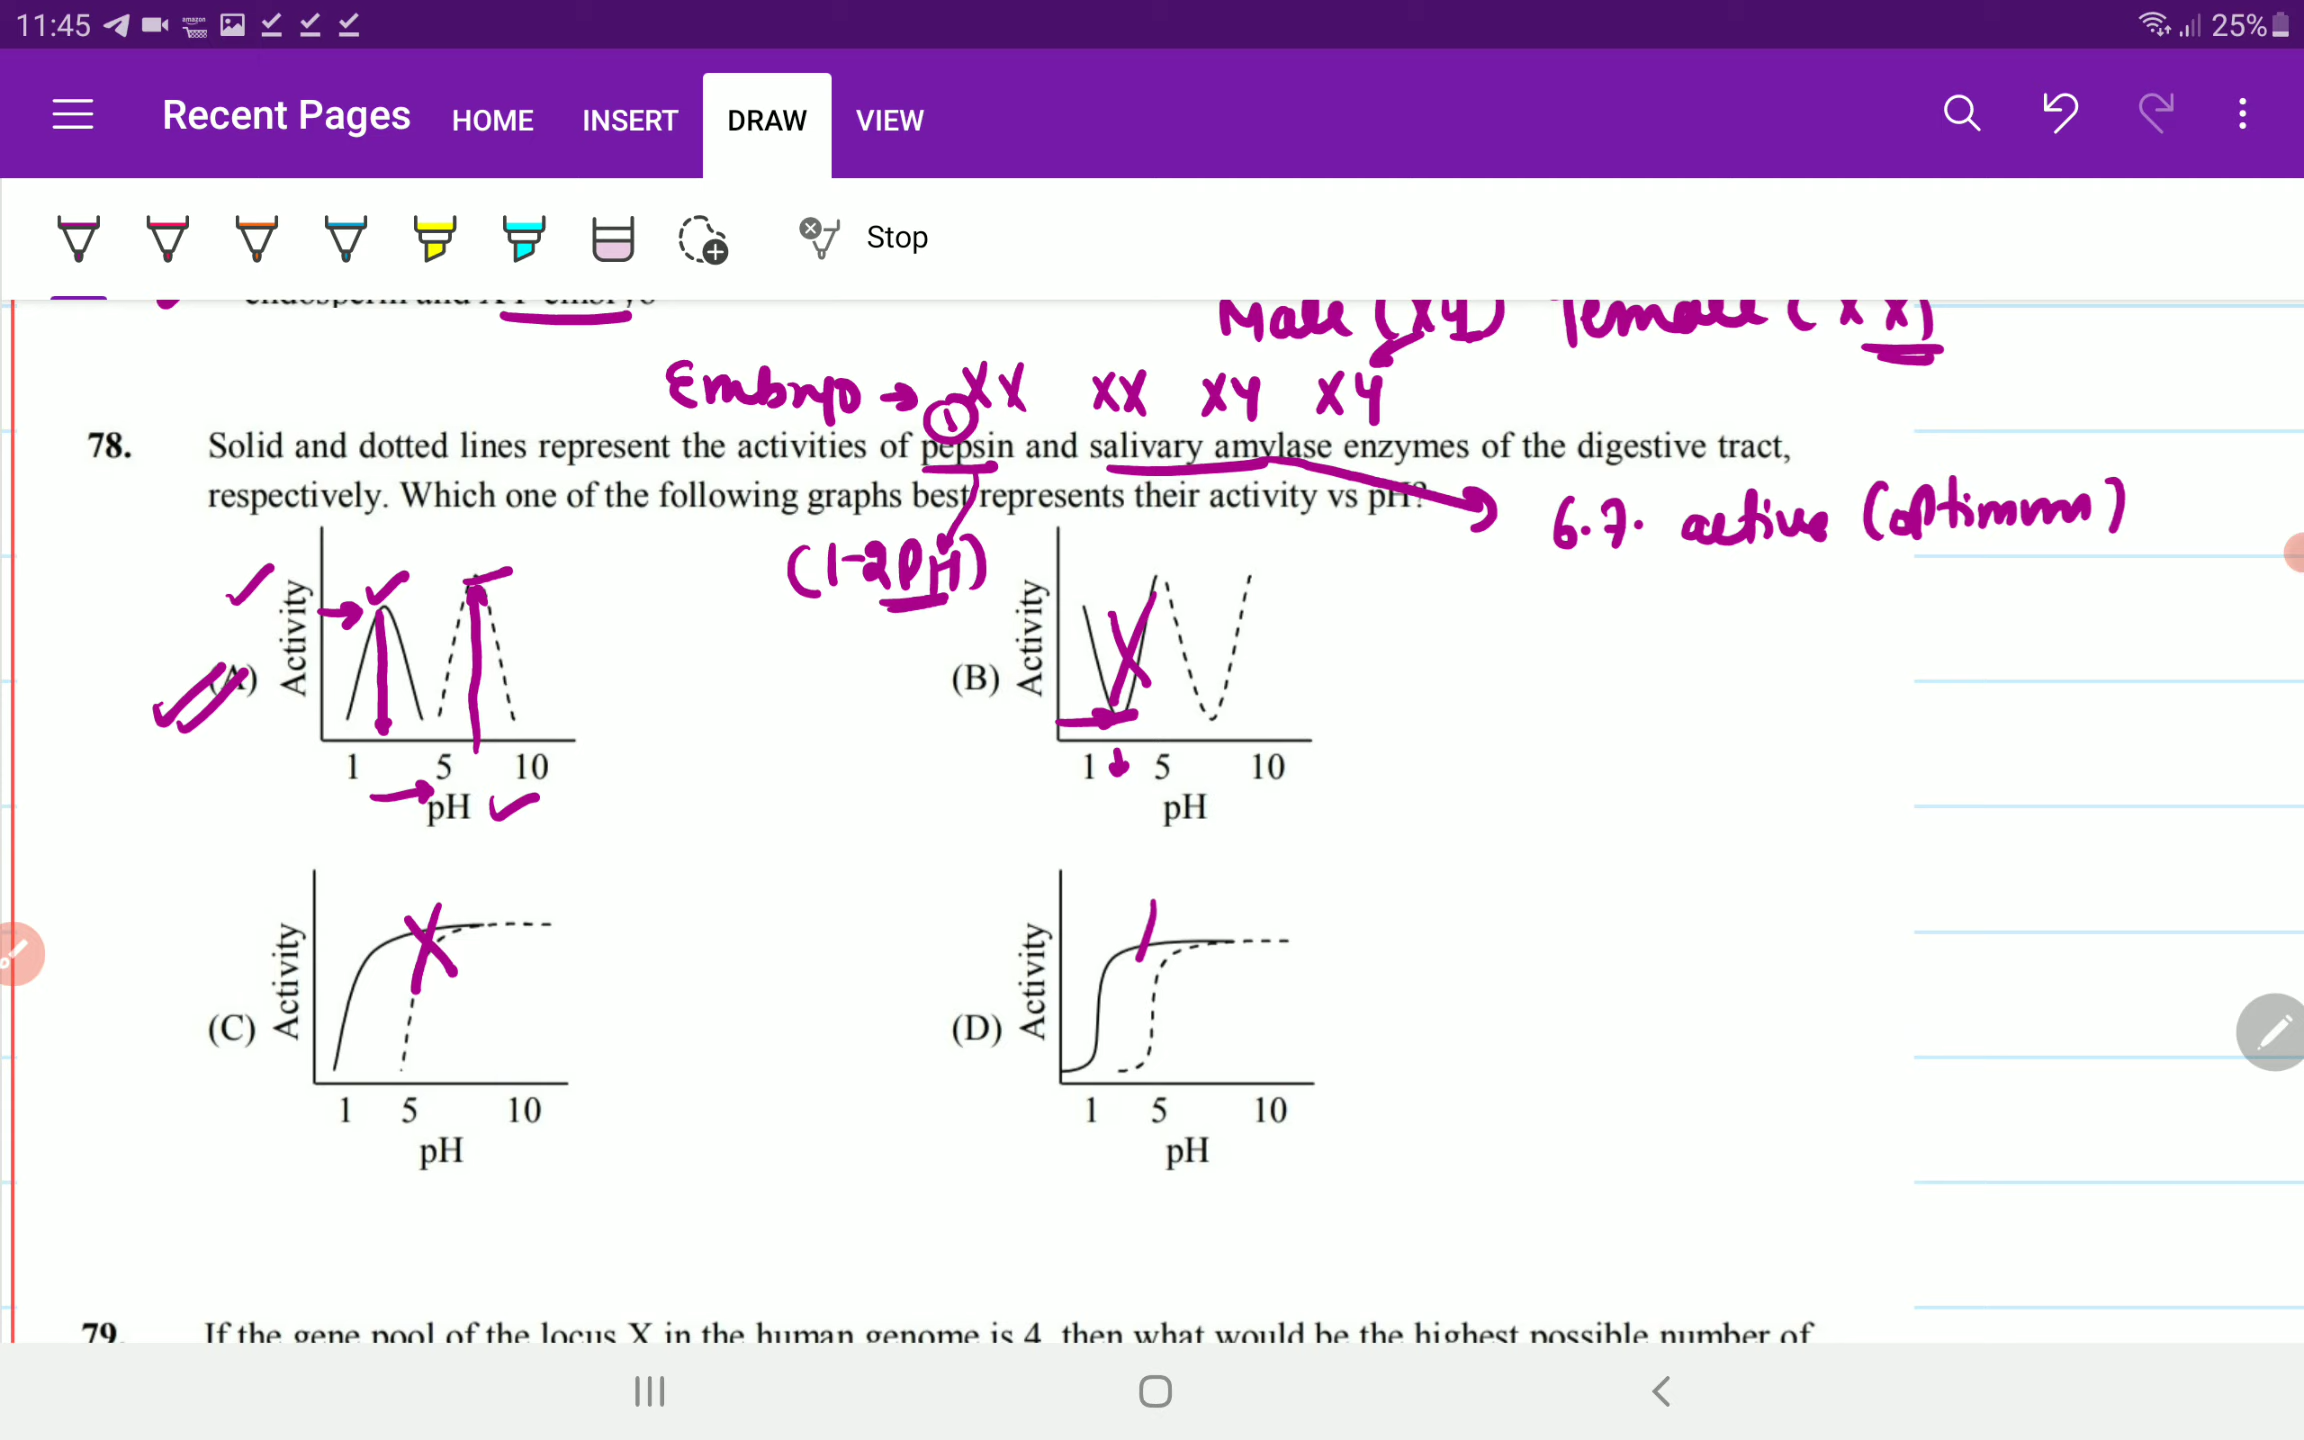 11:45 25%
Recent Pages HOME INSERT DRAW VIEW
Stop
Male (XY) Female (XX)
Embryo → XX XX XY XY
1
78. Solid and dotted lines represent the activities of pepsin and salivary amylase enzymes of the digestive tract,
respectively. Which one of the following graphs best represents their activity vs pH?
6.7. active (optimum)
(1-2PH)
(A) Activity
1 5 10
pH
(B) Activity
1 5 10
pH
(C) Activity
1 5 10
pH
(D) Activity
1 5 10
pH
79. If the gene pool of the locus X in the human genome is 4, then what would be the highest possible number of